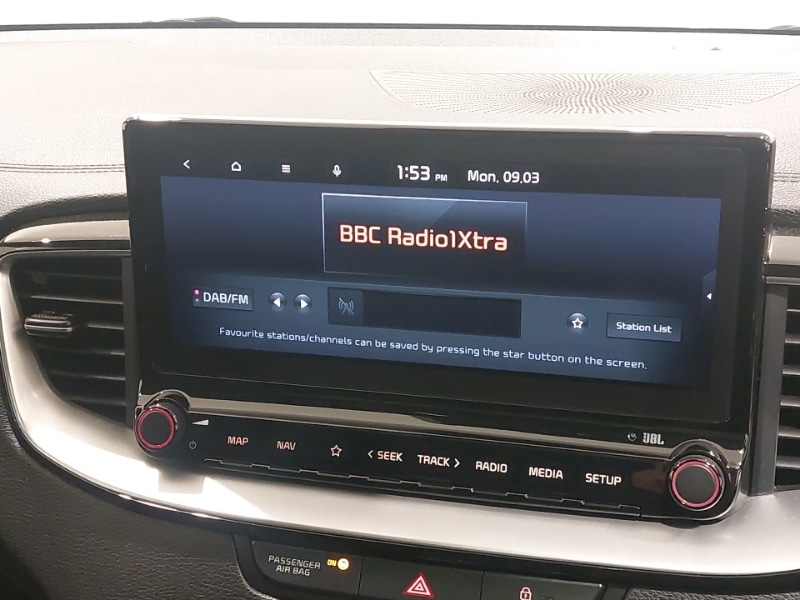 1:53 PM Mon. 09.03
BBC Radio1Xtra
DAB/FM
Station List
Favourite stations/channels can be saved by pressing the star button on the screen.
JBL
MAP NAV < SEEK TRACK > RADIO MEDIA SETUP
PASSENGER ON
AIR BAG